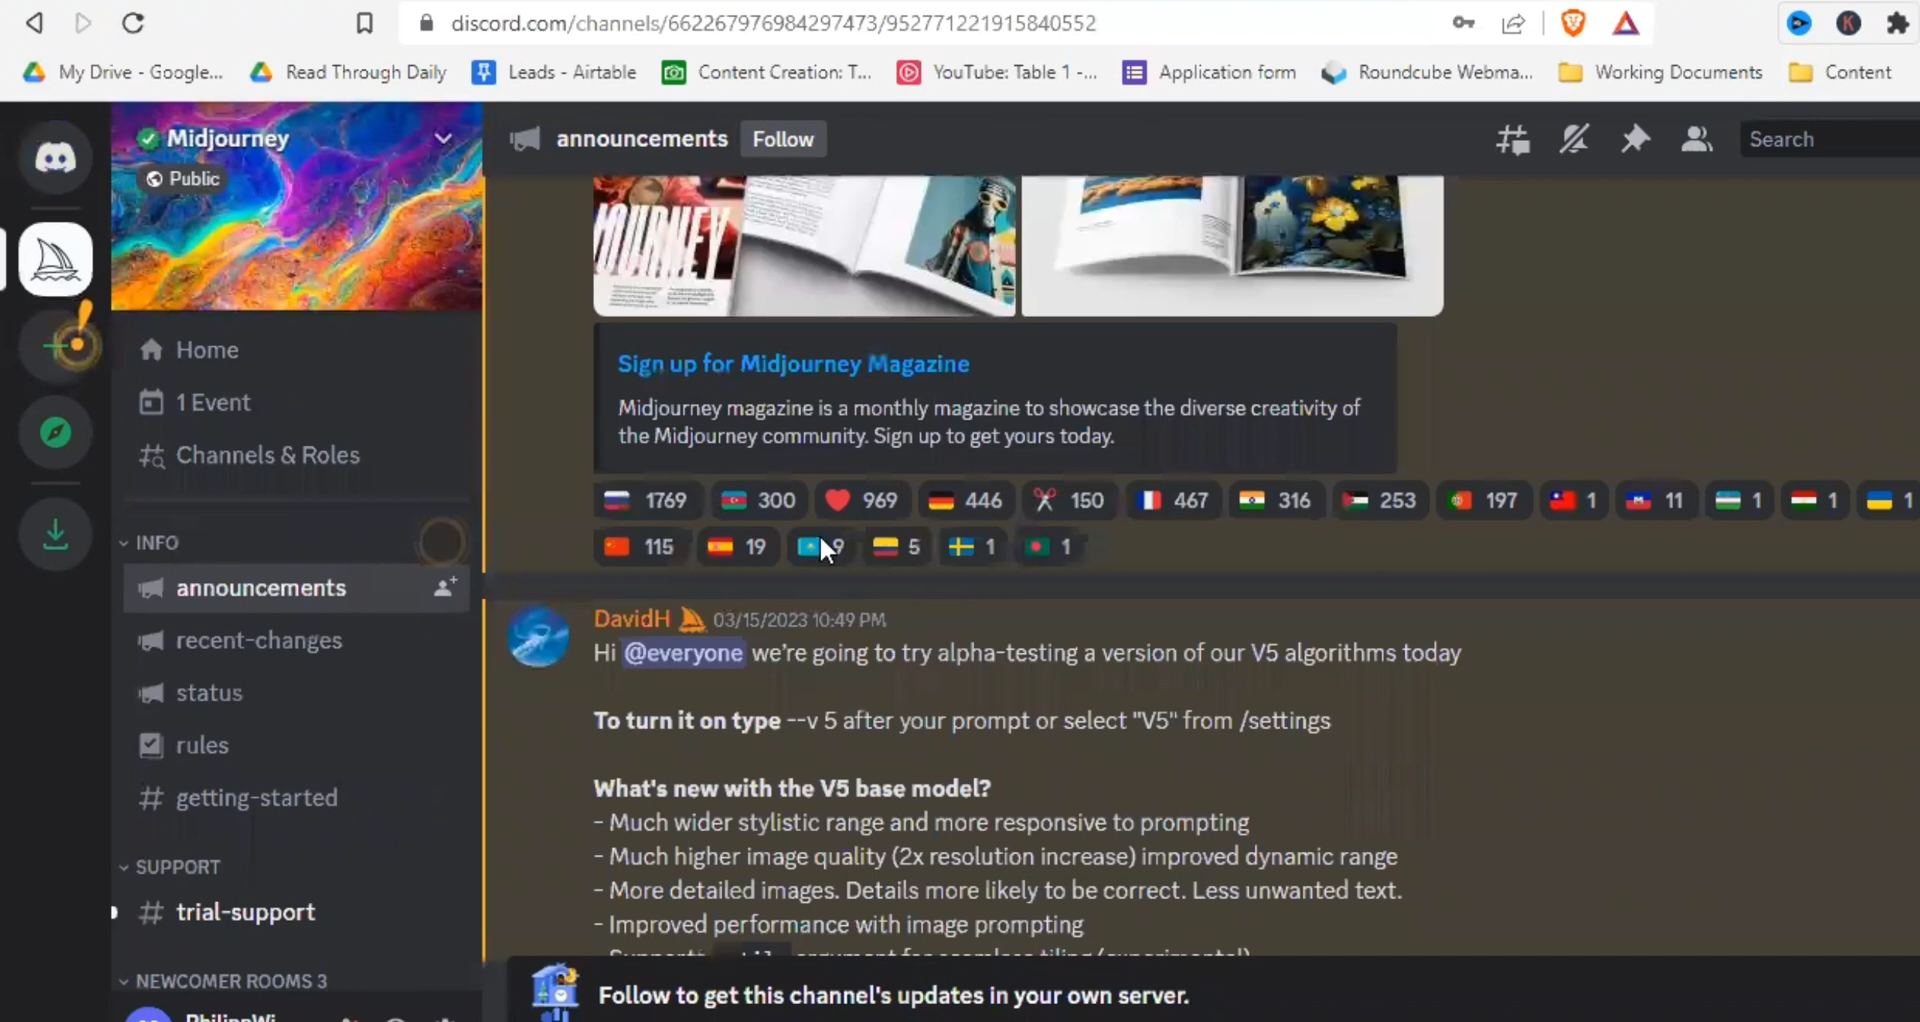 discord.com/channels/662267976984297473/952771221915840552
My Drive - Google...
Read Through Daily
Leads - Airtable
Content Creation: T...
YouTube: Table 1 -...
Application form
Roundcube Webma...
Working Documents
Content
K
Midjourney
Public
announcements
Follow
Search
JOURNEY
Home
1 Event
Channels & Roles
INFO
announcements
recent-changes
status
rules
getting-started
SUPPORT
trial-support
NEWCOMER ROOMS 3
Sign up for Midjourney Magazine
Midjourney magazine is a monthly magazine to showcase the diverse creativity of
the Midjourney community. Sign up to get yours today.
1769 300 969 446 150 467 316 253 197 1 11 1 1 1
115 19 9 5 1 1
DavidH 03/15/2023 10:49 PM
Hi @everyone we're going to try alpha-testing a version of our V5 algorithms today
To turn it on type --v 5 after your prompt or select "V5" from /settings
What's new with the V5 base model?
- Much wider stylistic range and more responsive to prompting
- Much higher image quality (2x resolution increase) improved dynamic range
- More detailed images. Details more likely to be correct. Less unwanted text.
- Improved performance with image prompting
Follow to get this channel's updates in your own server.